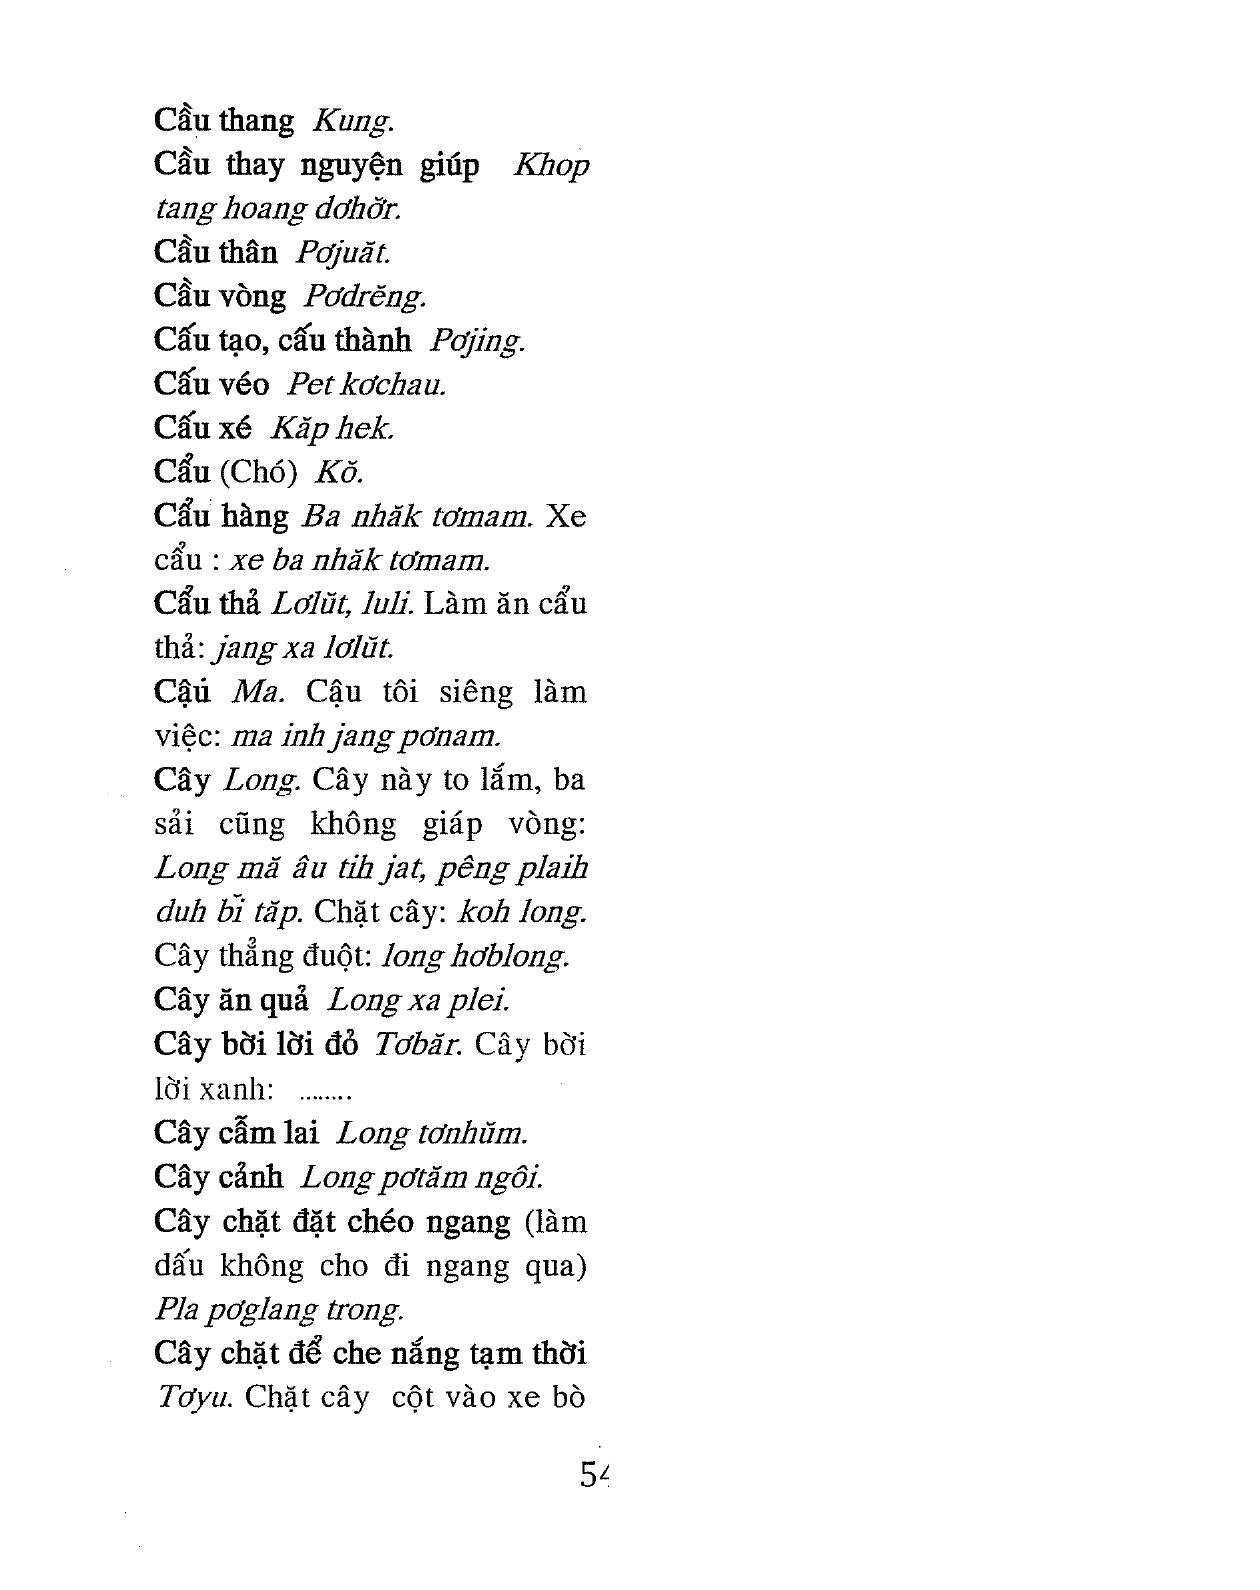 Cầu thang Kung.
Cầu thay nguyện giúp Khop
tang hoang dơhơ̆r.
Cầu thân Pơjuăt.
Cầu vòng Pơdrĕng.
Cấu tạo, cấu thành Pơjing.
Cấu véo Pet kơchau.
Cấu xé Kăp hek.
Cẩu (Chó) Kŏ.
Cẩu hàng Ba nhăk tơmam. Xe
cẩu : xe ba nhăk tơmam.
Cẩu thả Lơlŭt, luli. Làm ăn cẩu
thả: jang xa lơlŭt.
Cậu Ma. Cậu tôi siêng làm
việc: ma inh jang pơnam.
Cây Long. Cây này to lắm, ba
sải cũng không giáp vòng:
Long mă âu tih jat, pêng plaih
duh bĭ tăp. Chặt cây: koh long.
Cây thẳng đuột: long hơblong.
Cây ăn quả Long xa plei.
Cây bời lời đỏ Tơbăr. Cây bời
lời xanh: ........
Cây cẫm lai Long tơnhŭm.
Cây cảnh Long pơtăm ngôi.
Cây chặt đặt chéo ngang (làm
dấu không cho đi ngang qua)
Pla pơglang trong.
Cây chặt để che nắng tạm thời
Tơyu. Chặt cây cột vào xe bò
54